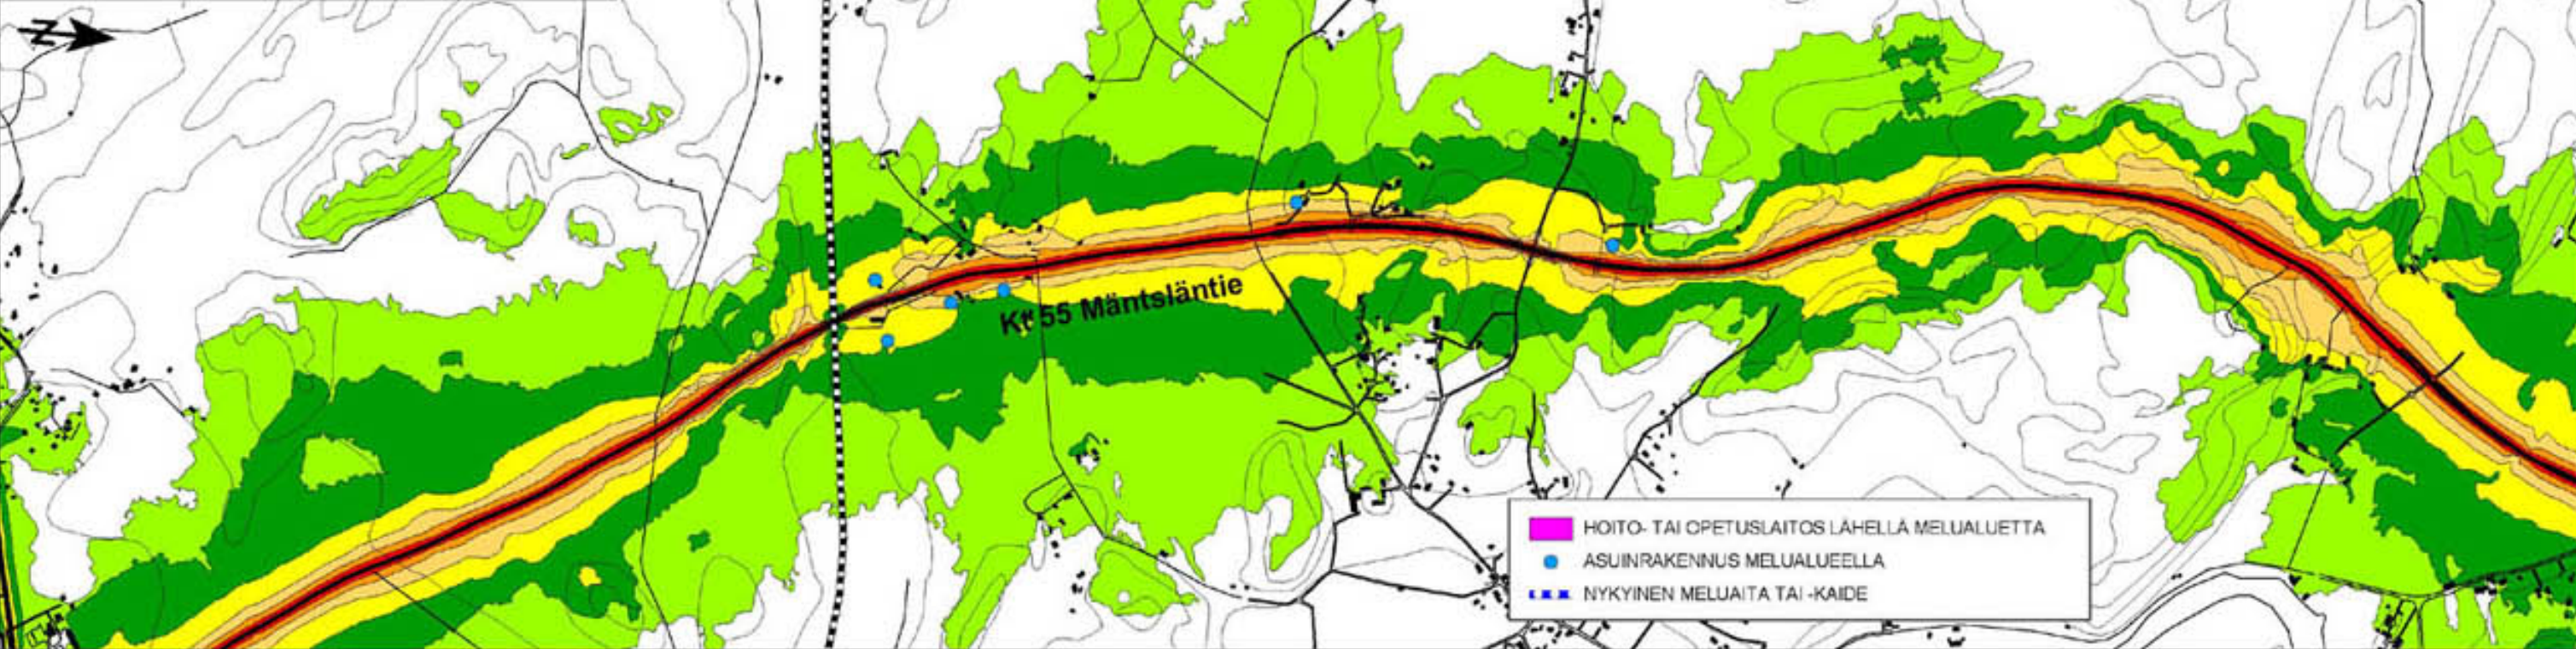 Z
Kt 55 Mäntsläntie
HOITO- TAI OPETUSLAITOS LÄHELLÄ MELUALUETTA
ASUINRAKENNUS MELUALUEELLA
NYKYINEN MELUAITA TAI -KAIDE